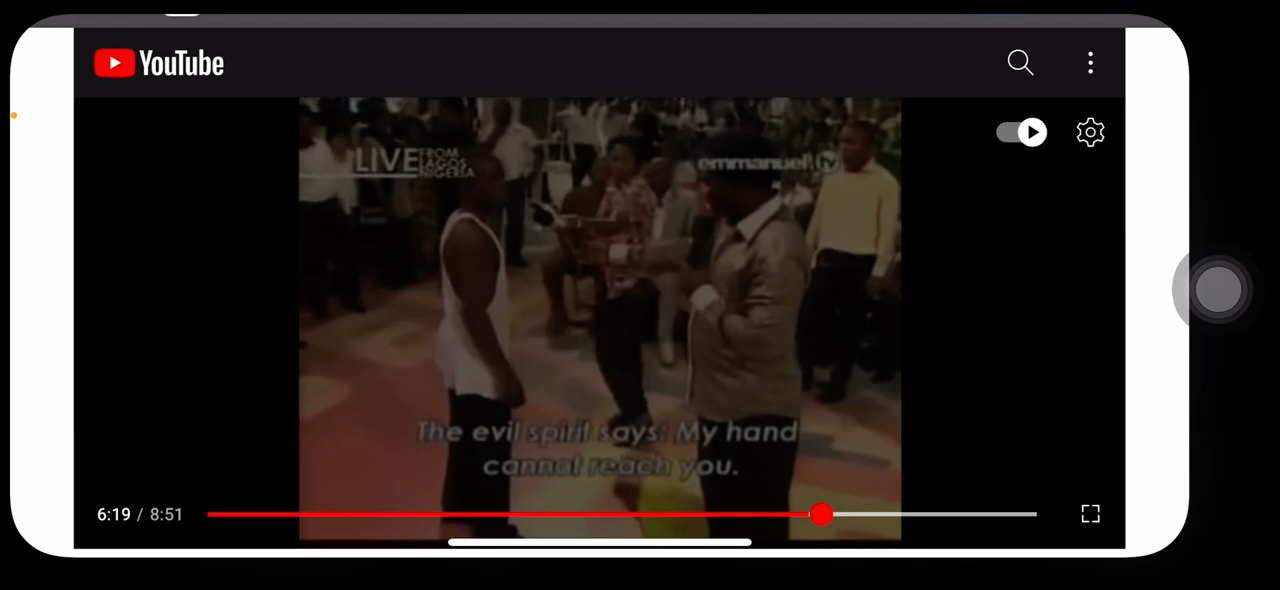 YouTube
LIVE FROM
LAGOS
NIGERIA
emmanuel.tv
The evil spirit says: My hand
cannot reach you.
6:19 / 8:51